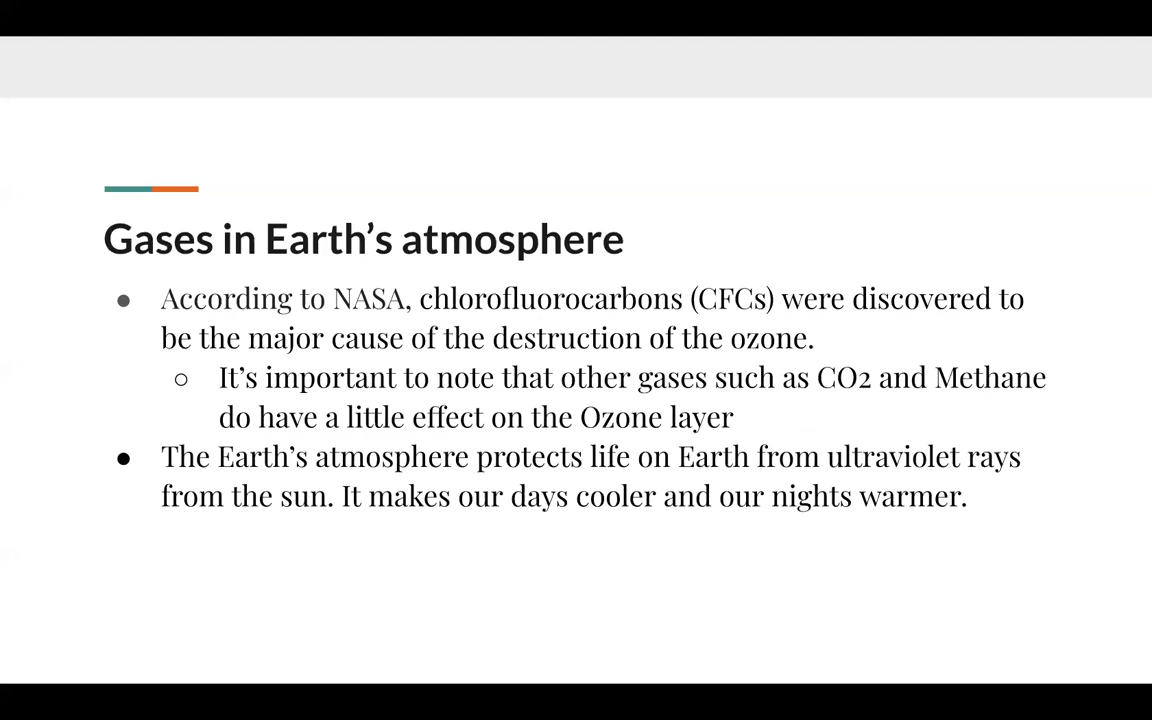 Gases in Earth’s atmosphere
● According to NASA, chlorofluorocarbons (CFCs) were discovered to
be the major cause of the destruction of the ozone.
○ It’s important to note that other gases such as CO2 and Methane
do have a little effect on the Ozone layer
● The Earth’s atmosphere protects life on Earth from ultraviolet rays
from the sun. It makes our days cooler and our nights warmer.